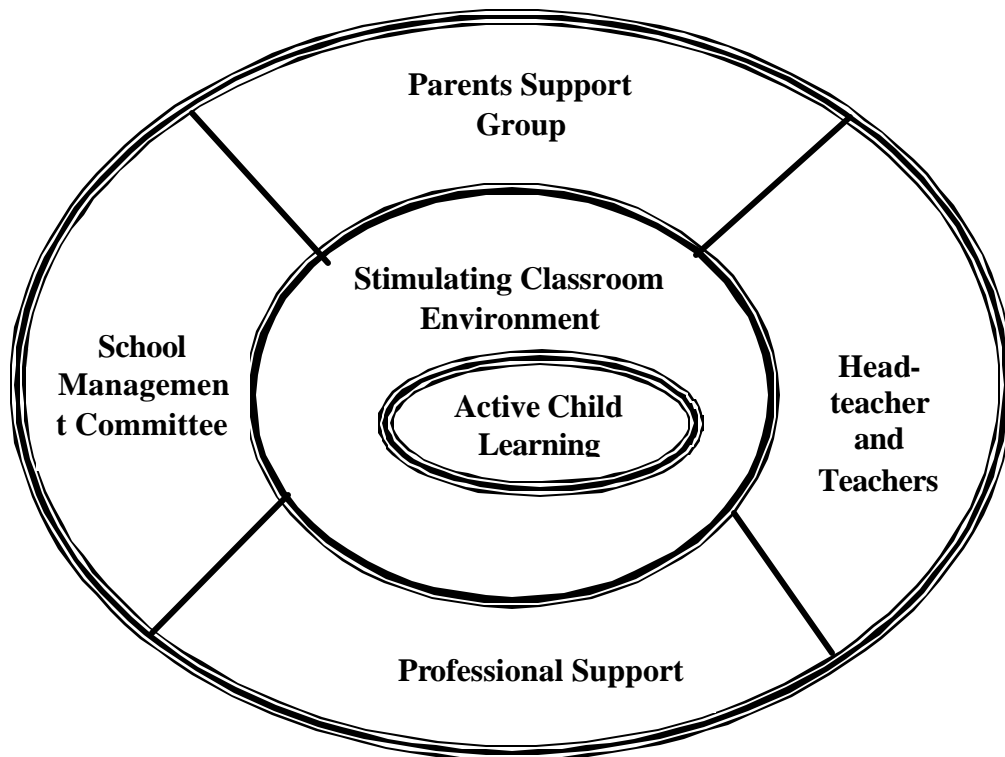 Parents Support
Group
Stimulating Classroom
Environment
School
Managemen
t Committee
Active Child
Learning
Head-
teacher
and
Teachers
Professional Support